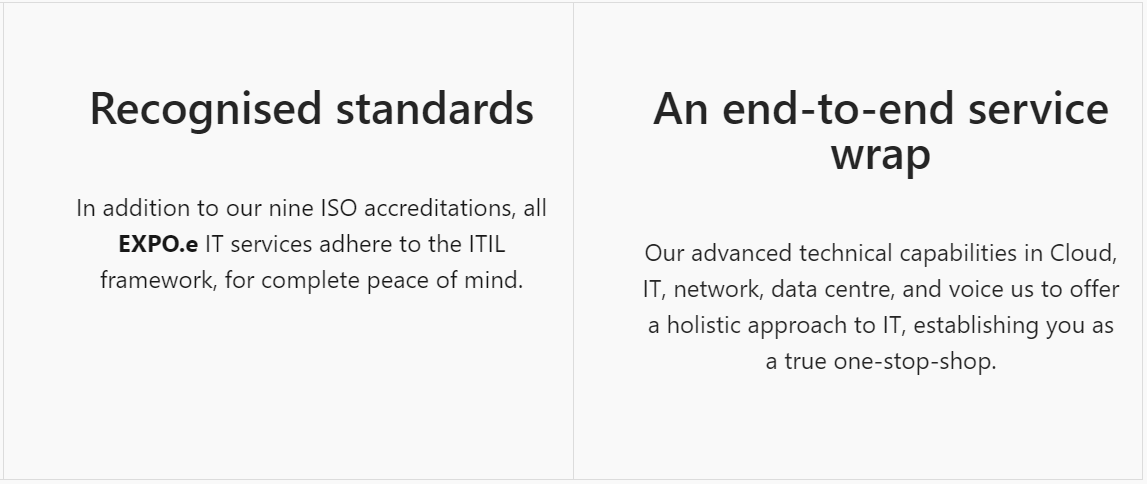 Recognised standards
In addition to our nine ISO accreditations, all
EXPO.e IT services adhere to the ITIL
framework, for complete peace of mind.
An end-to-end service
wrap
Our advanced technical capabilities in Cloud,
IT, network, data centre, and voice us to offer
a holistic approach to IT, establishing you as
a true one-stop-shop.